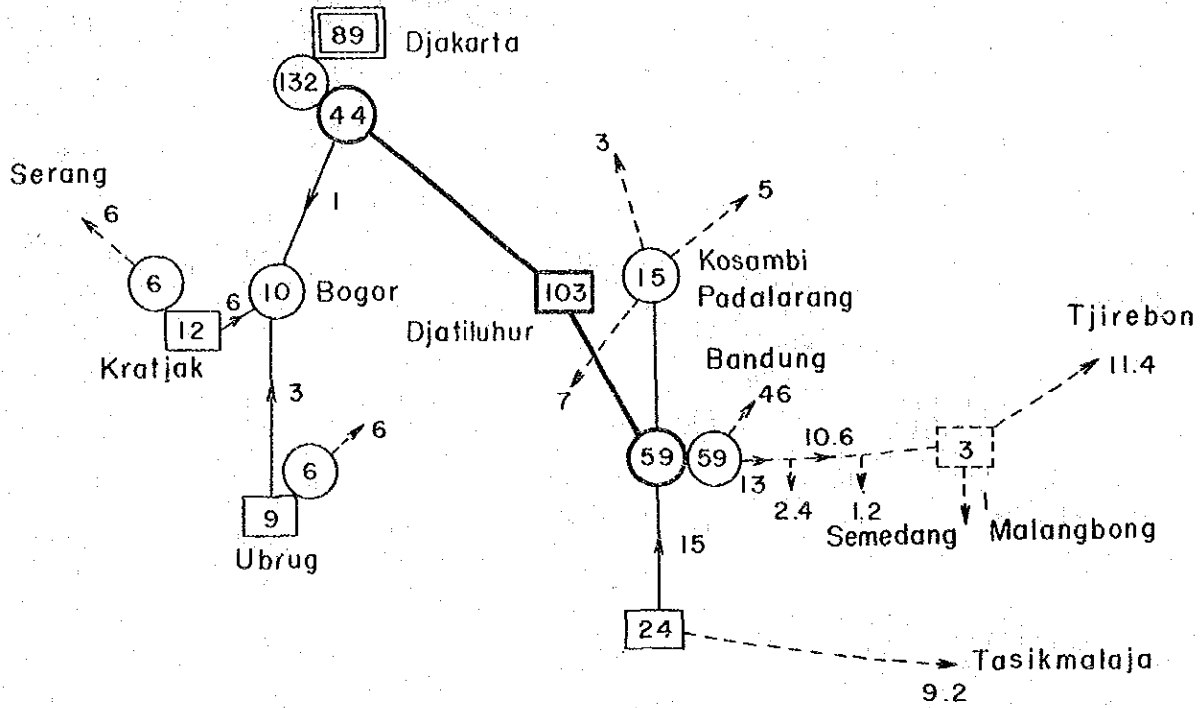 89
Djakarta
132
44
3
Serang
5
1
6
Kosambi
15
Padalarang
6
10
Bogor
103
6
12
Tjirebon
Djatiluhur
Kratjak
Bandung
11.4
3
7
46
6
10.6
3
59
59
6
13
9
2.4
1.2
1
Semedang
Malangbong
Ubrug
15
24
Tasikmalaja
9.2